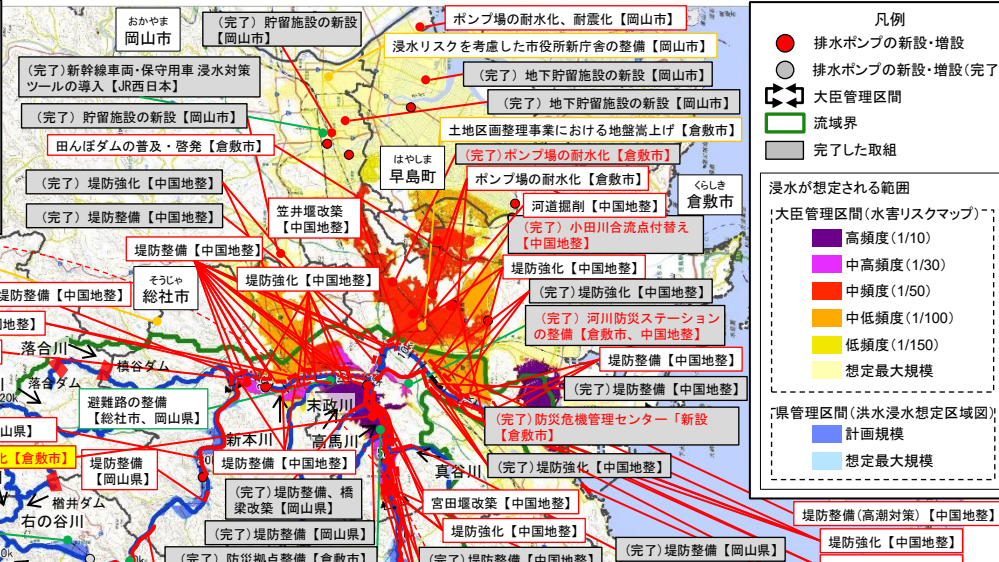 おかやま
岡山市
（完了） 貯留施設の新設
【岡山市】
ポンプ場の耐水化、耐震化【岡山市】
浸水リスクを考慮した市役所新庁舎の整備【岡山市】
（完了）新幹線車両・保守用車 浸水対策
ツールの導入【JR西日本】
（完了） 地下貯留施設の新設【岡山市】
（完了） 地下貯留施設の新設【岡山市】
（完了） 貯留施設の新設【岡山市】
土地区画整理事業における地盤嵩上げ【倉敷市】
田んぼダムの普及・啓発【倉敷市】
はやしま
早島町
（完了）ポンプ場の耐水化【倉敷市】
ポンプ場の耐水化【倉敷市】
くらしき
倉敷市
（完了） 堤防強化【中国地整】
河道掘削【中国地整】
（完了） 堤防整備【中国地整】
笠井堰改築
【中国地整】
（完了） 小田川合流点付替え
【中国地整】
堤防整備【中国地整】
堤防強化【中国地整】
堤防強化【中国地整】
そうじゃ
総社市
（完了）堤防強化【中国地整】
堤防整備【中国地整】
（完了） 河川防災ステーション
の整備【倉敷市、中国地整】
地整】
落合川
槙谷ダム
堤防整備【中国地整】
落合ダム
20k
（完了）堤防整備【中国地整】
避難路の整備
【総社市、岡山県】
末政川
（完了）防災危機管理センター「新設
【倉敷市】
山県】
新本川
高馬川
化【倉敷市】
堤防整備
【岡山県】
堤防整備【中国地整】
真谷川
（完了）堤防強化【中国地整】
楢井ダム
右の谷川
（完了）堤防整備、橋
梁改築【岡山県】
宮田堰改築【中国地整】
（完了）堤防整備【岡山県】
堤防強化【中国地整】
（完了）防災拠点整備【倉敷市】
（完了）堤防整備【中国地整】
（完了）堤防整備【岡山県】
堤防整備（高潮対策）【中国地整】
堤防強化【中国地整】
凡例
排水ポンプの新設・増設
排水ポンプの新設・増設（完了
大臣管理区間
流域界
完了した取組
浸水が想定される範囲
大臣管理区間（水害リスクマップ）
高頻度（1/10）
中高頻度（1/30）
中頻度（1/50）
中低頻度（1/100）
低頻度（1/150）
想定最大規模
県管理区間（洪水浸水想定区域図）
計画規模
想定最大規模